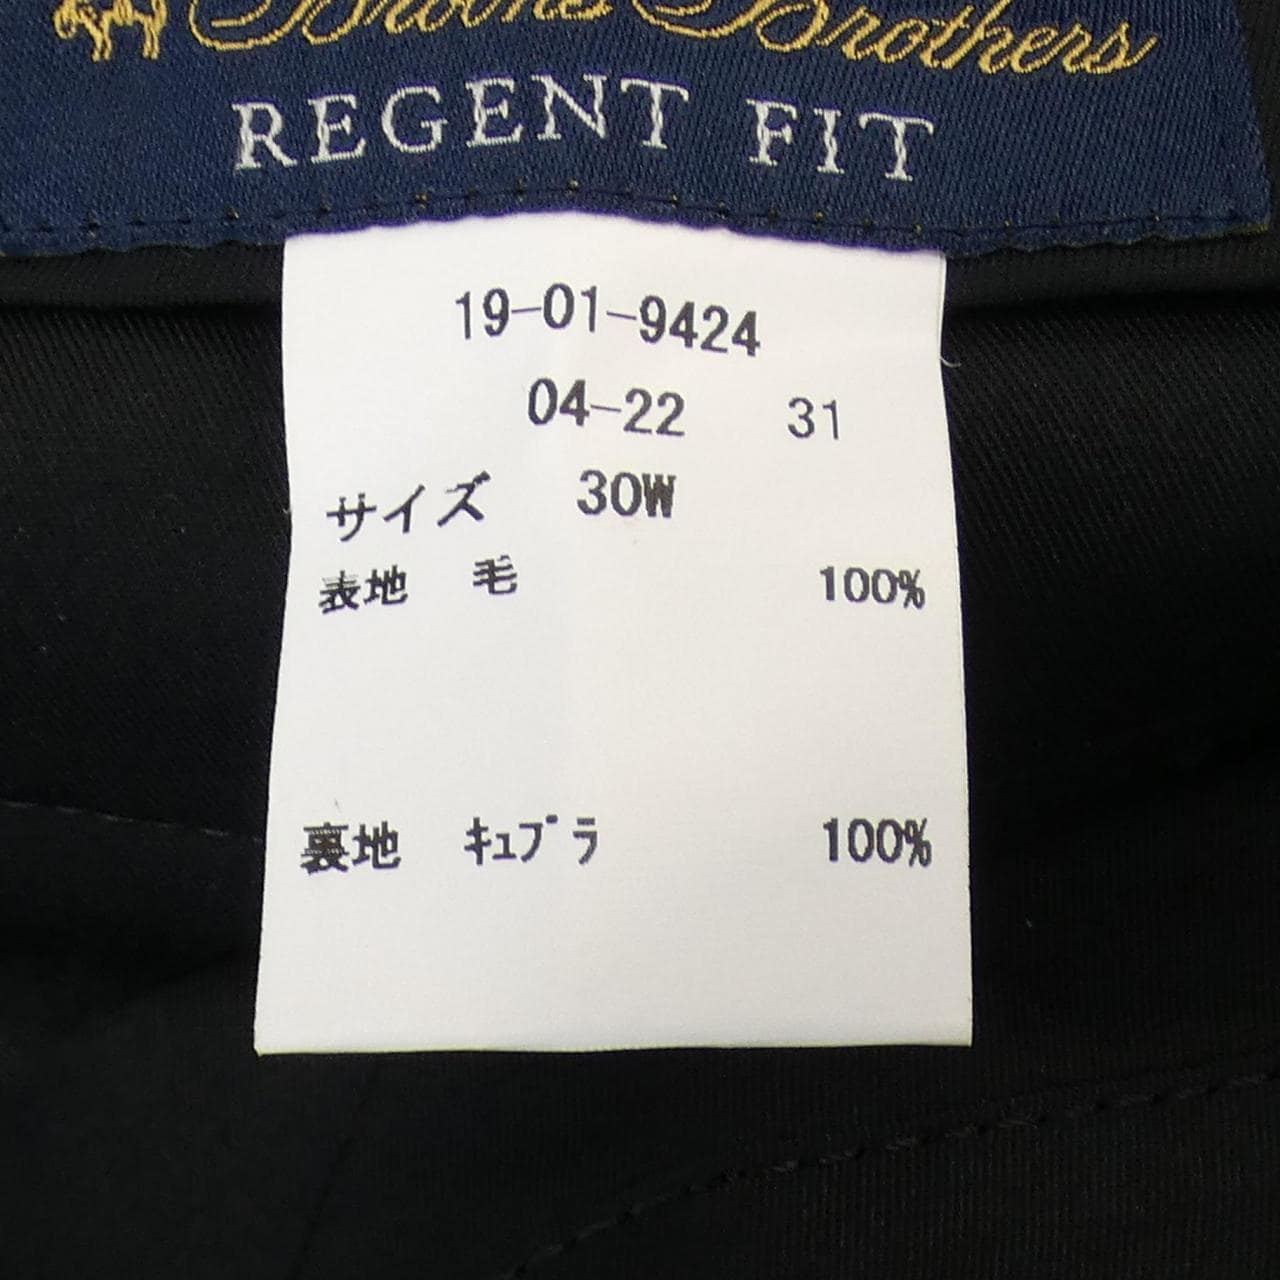 Brooks Brothers
REGENT FIT
19-01-9424
04-22 31
サイズ 30W
表地 毛 100%
裏地 ｷｭﾌﾟﾗ 100%